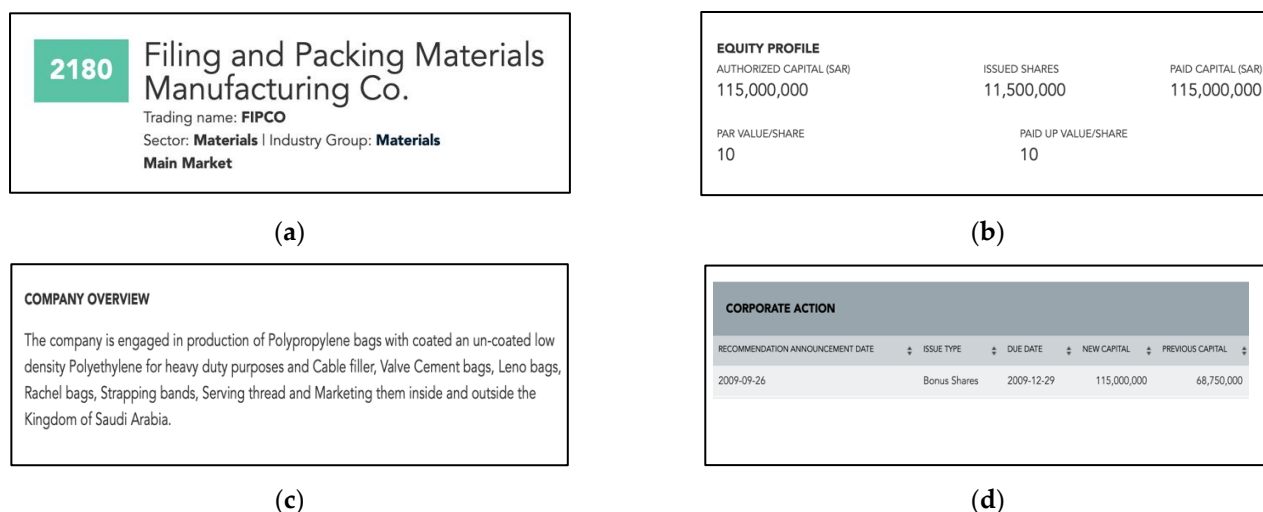 2180
Filing and Packing Materials
Manufacturing Co.
Trading name: FIPCO
Sector: Materials | Industry Group: Materials
Main Market
(a)
EQUITY PROFILE
AUTHORIZED CAPITAL (SAR) ISSUED SHARES PAID CAPITAL (SAR)
115,000,000 11,500,000 115,000,000
PAR VALUE/SHARE PAID UP VALUE/SHARE
10 10
(b)
COMPANY OVERVIEW
The company is engaged in production of Polypropylene bags with coated an un-coated low
density Polyethylene for heavy duty purposes and Cable filler, Valve Cement bags, Leno bags,
Rachel bags, Strapping bands, Serving thread and Marketing them inside and outside the
Kingdom of Saudi Arabia.
(c)
CORPORATE ACTION
RECOMMENDATION ANNOUNCEMENT DATE ISSUE TYPE DUE DATE NEW CAPITAL PREVIOUS CAPITAL
2009-09-26 Bonus Shares 2009-12-29 115,000,000 68,750,000
(d)